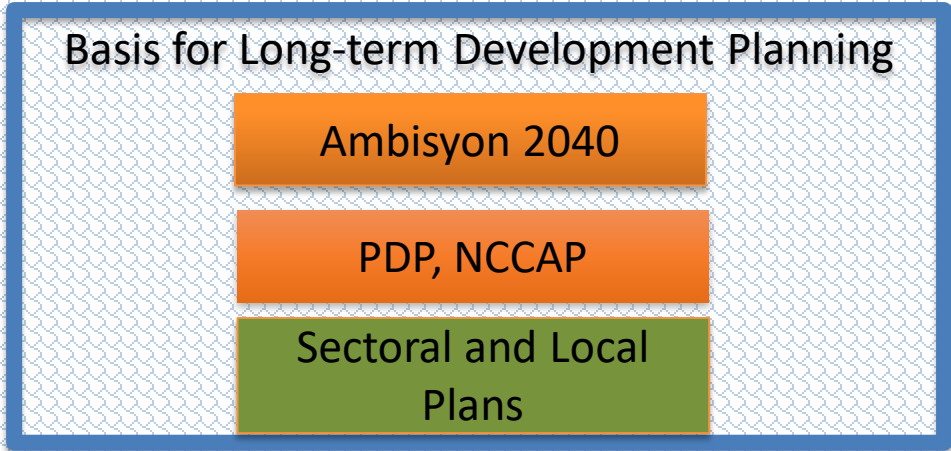 Basis for Long-term Development Planning
Ambisyon 2040
PDP, NCCAP
Sectoral and Local
Plans